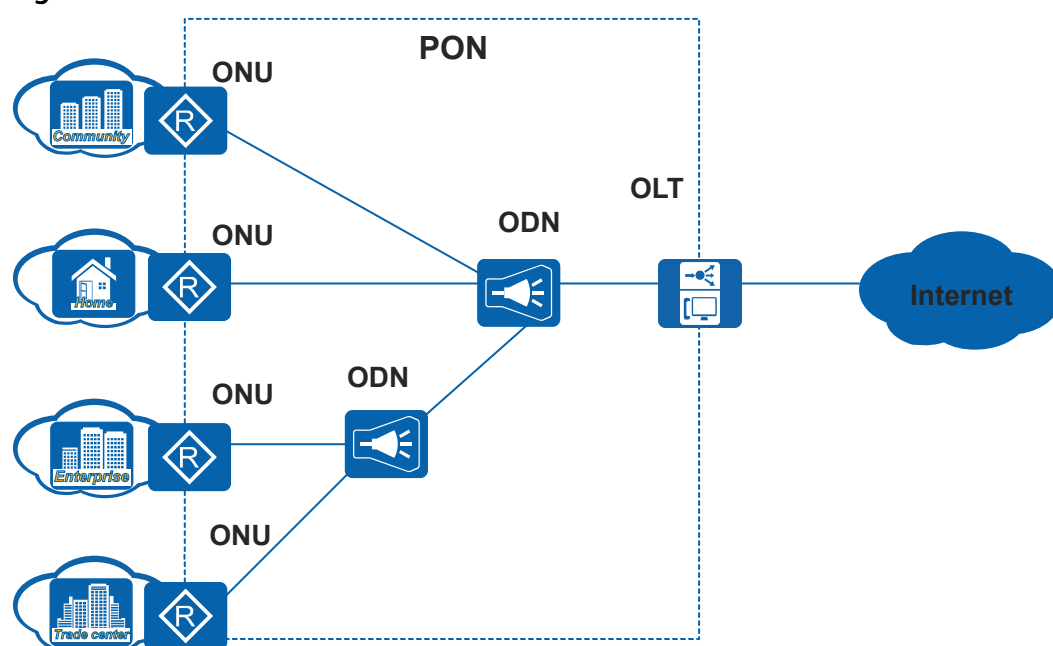 PON
ONU
Community
R
OLT
ONU
ODN
Home
R
Internet
ODN
ONU
Enterprise
R
ONU
Trade center
R